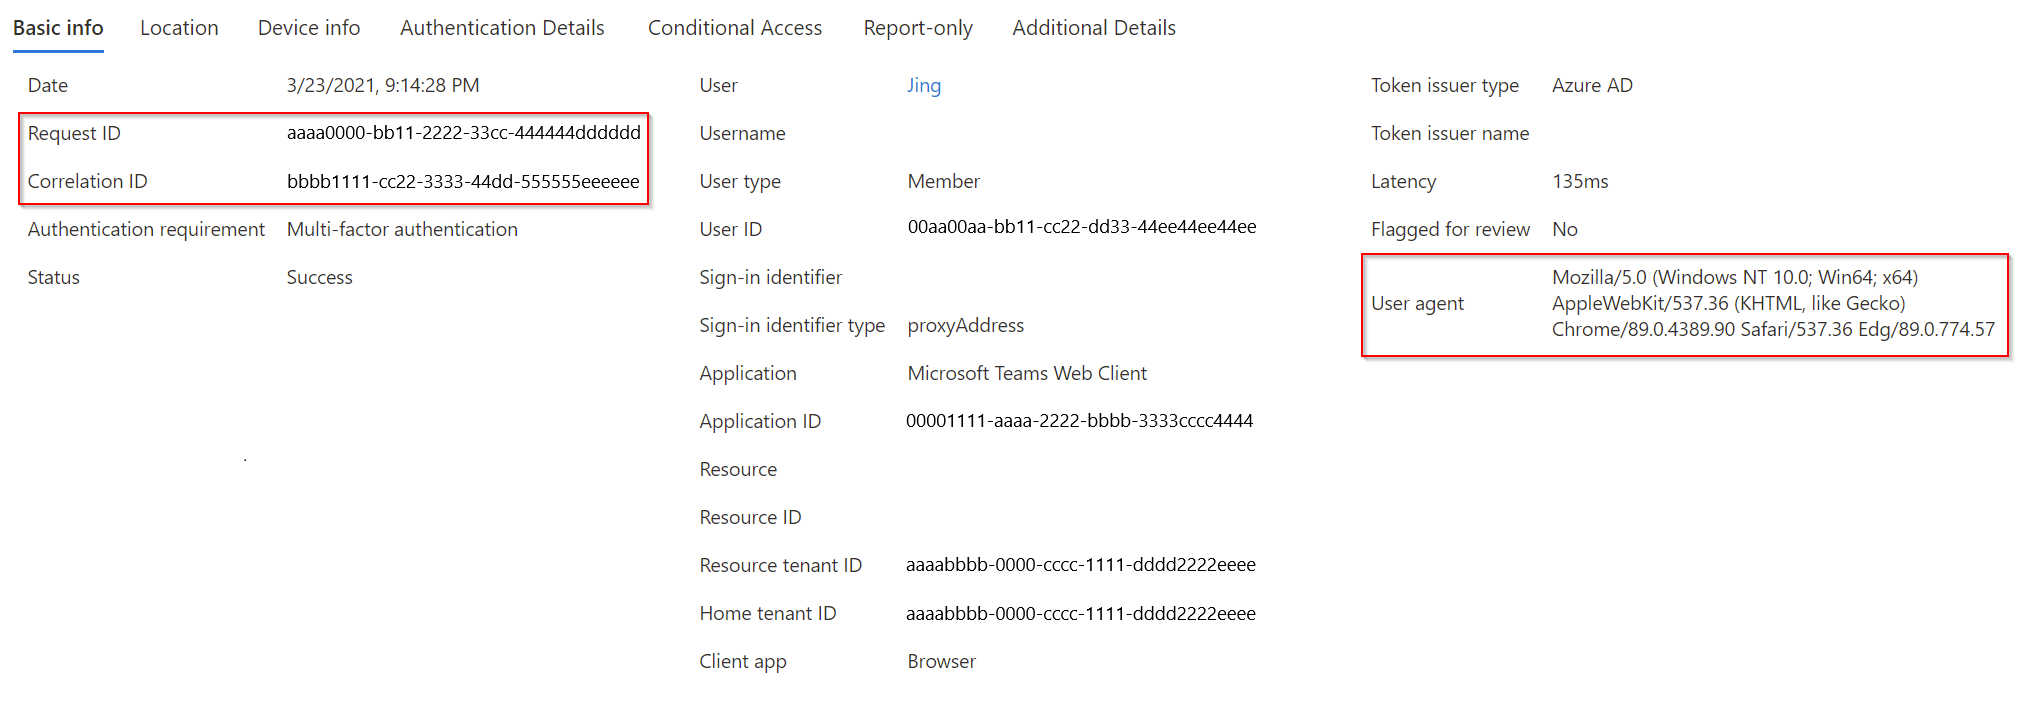 Basic info Location Device info Authentication Details Conditional Access Report-only Additional Details
Date 3/23/2021, 9:14:28 PM
Request ID aaaa0000-bb11-2222-33cc-444444dddddd
Correlation ID bbbb1111-cc22-3333-44dd-555555eeeeee
Authentication requirement Multi-factor authentication
Status Success
User Jing
Username
User type Member
User ID 00aa00aa-bb11-cc22-dd33-44ee44ee44ee
Sign-in identifier
Sign-in identifier type proxyAddress
Application Microsoft Teams Web Client
Application ID 00001111-aaaa-2222-bbbb-3333cccc4444
Resource
Resource ID
Resource tenant ID aaaabbbb-0000-cccc-1111-dddd2222eeee
Home tenant ID aaaabbbb-0000-cccc-1111-dddd2222eeee
Client app Browser
Token issuer type Azure AD
Token issuer name
Latency 135ms
Flagged for review No
User agent Mozilla/5.0 (Windows NT 10.0; Win64; x64)
AppleWebKit/537.36 (KHTML, like Gecko)
Chrome/89.0.4389.90 Safari/537.36 Edg/89.0.774.57